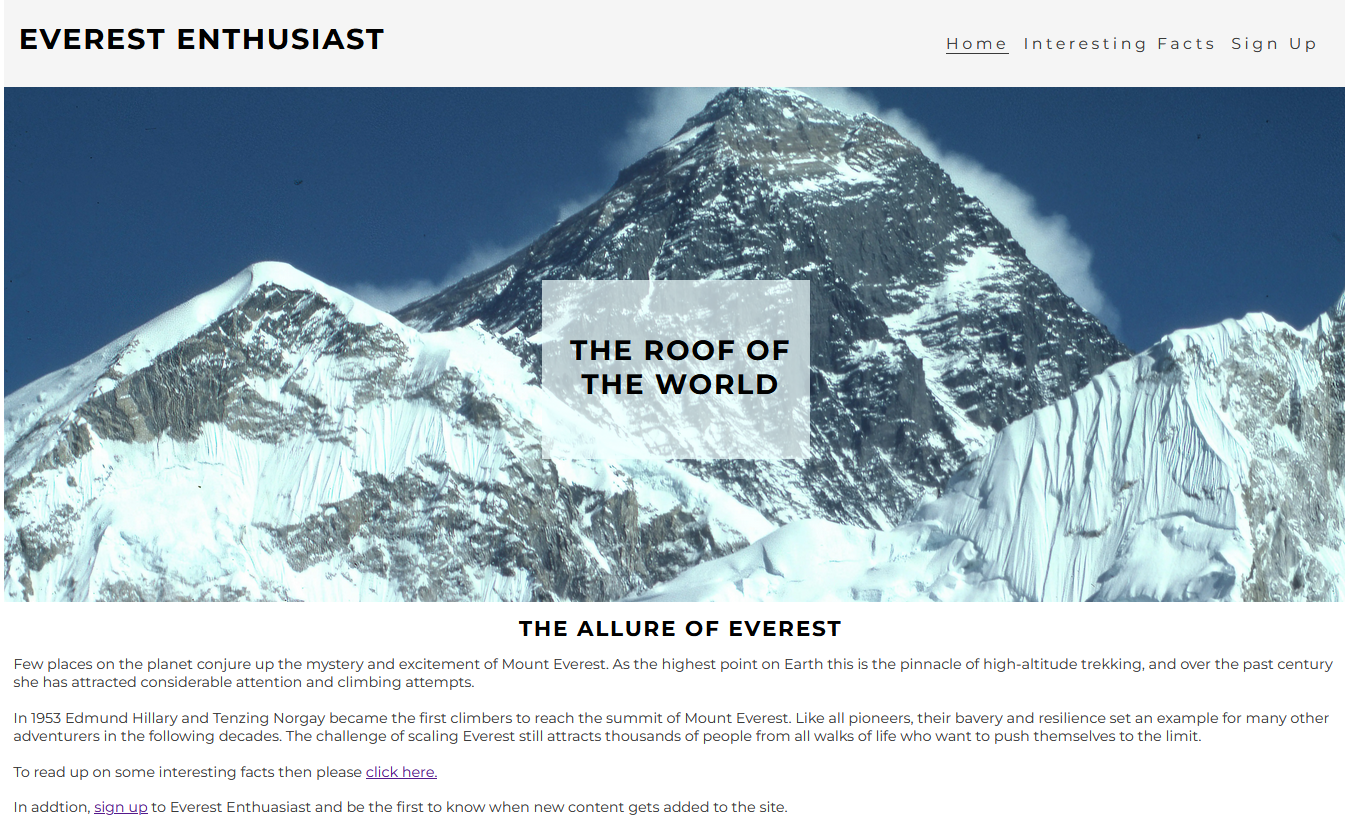 EVEREST ENTHUSIAST
Home Interesting Facts Sign Up
THE ROOF OF
THE WORLD
THE ALLURE OF EVEREST
Few places on the planet conjure up the mystery and excitement of Mount Everest. As the highest point on Earth this is the pinnacle of high-altitude trekking, and over the past century
she has attracted considerable attention and climbing attempts.
In 1953 Edmund Hillary and Tenzing Norgay became the first climbers to reach the summit of Mount Everest. Like all pioneers, their bavery and resilience set an example for many other
adventurers in the following decades. The challenge of scaling Everest still attracts thousands of people from all walks of life who want to push themselves to the limit.
To read up on some interesting facts then please click here.
In addtion, sign up to Everest Enthuasiast and be the first to know when new content gets added to the site.